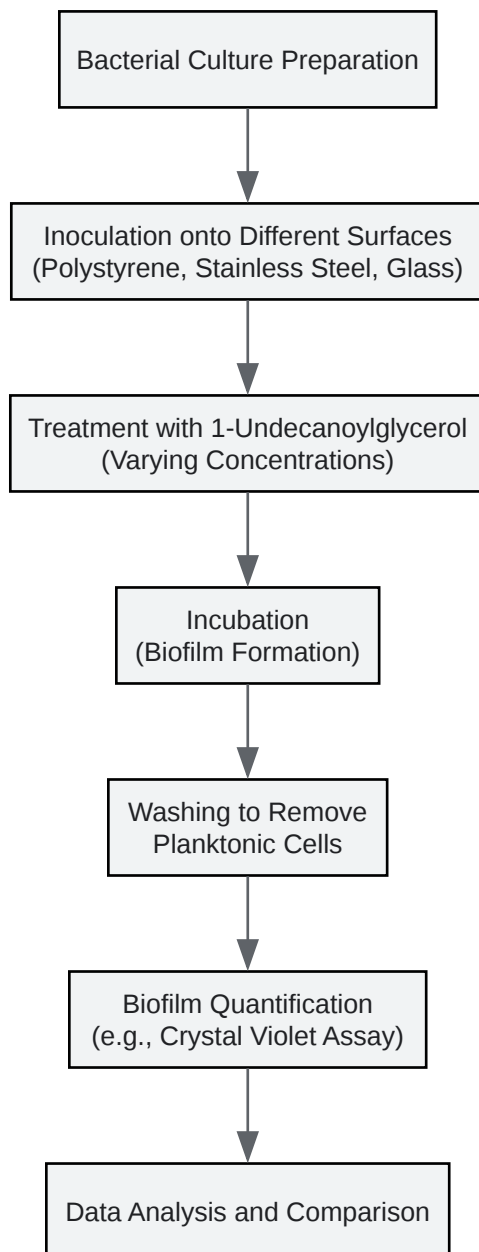 Bacterial Culture Preparation
Inoculation onto Different Surfaces
(Polystyrene, Stainless Steel, Glass)
Treatment with 1-Undecanoylglycerol
(Varying Concentrations)
Incubation
(Biofilm Formation)
Washing to Remove
Planktonic Cells
Biofilm Quantification
(e.g., Crystal Violet Assay)
Data Analysis and Comparison